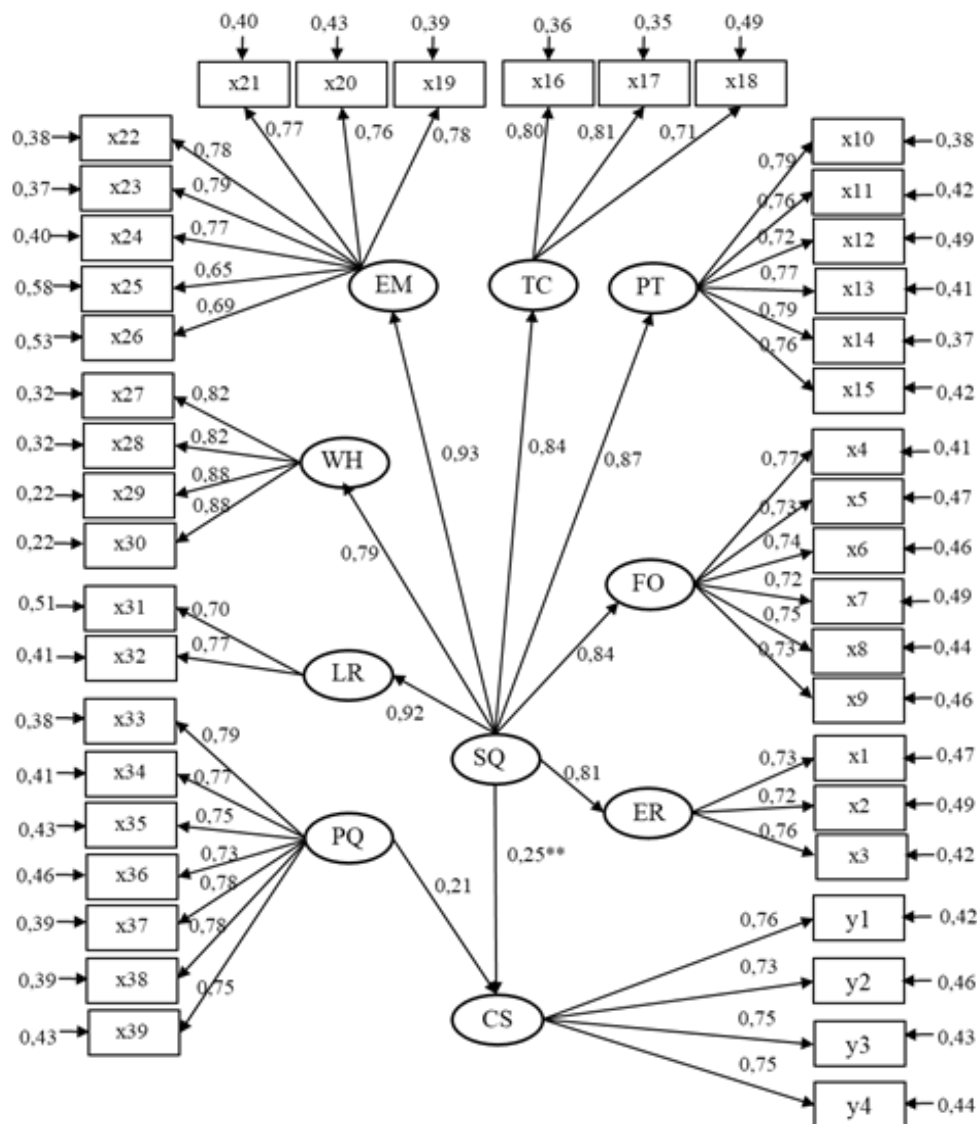 0,40 0,43 0,39 0,36 0,35 0,49
x21 x20 x19 x16 x17 x18
0,77 0,76 0,78 0,80 0,81 0,71
0,38 x22 0,78
0,37 x23 0,79
0,40 x24 0,77
0,58 x25 0,65
0,53 x26 0,69
EM TC PT
0,79 x10 0,38
0,76 x11 0,42
0,72 x12 0,49
0,77 x13 0,41
0,79 x14 0,37
0,76 x15 0,42
0,32 x27 0,82
0,32 x28 0,82
0,22 x29 0,88
0,22 x30 0,88
WH
0,93 0,84 0,87
0,79
0,77 x4 0,41
0,73 x5 0,47
0,74 x6 0,46
0,72 x7 0,49
0,75 x8 0,44
0,73 x9 0,46
FO
0,84
0,51 x31 0,70
0,41 x32 0,77
LR
0,92
SQ
0,81
ER
0,73 x1 0,47
0,72 x2 0,49
0,76 x3 0,42
0,38 x33 0,79
0,41 x34 0,77
0,43 x35 0,75
0,46 x36 0,73
0,39 x37 0,78
0,39 x38 0,78
0,43 x39 0,75
PQ
0,21
0,25**
CS
0,76 y1 0,42
0,73 y2 0,46
0,75 y3 0,43
0,75 y4 0,44